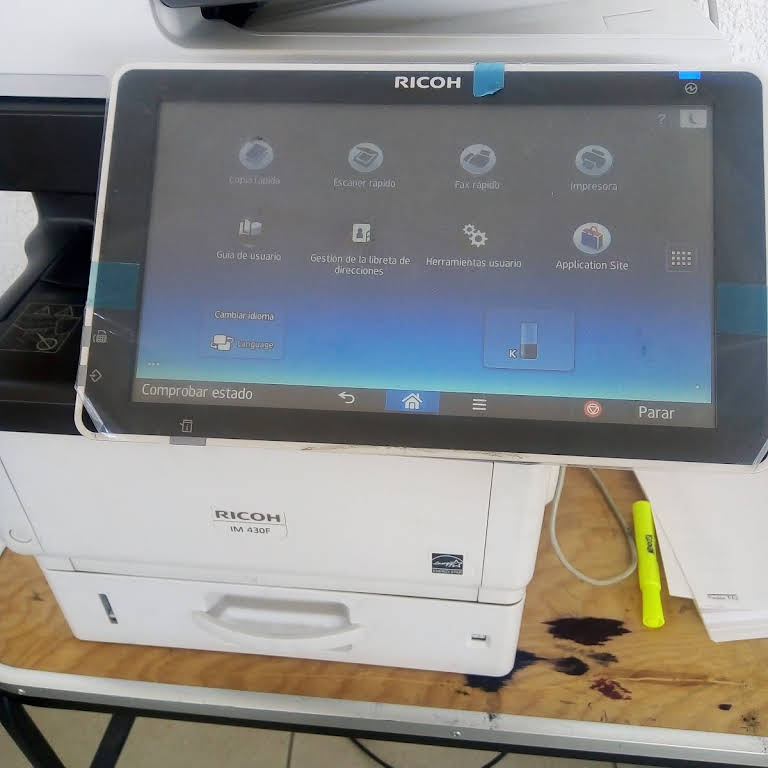 RICOH
?
Copia rápida
Escáner rápido
Fax rápido
Impresora
Guía de usuario
Gestión de la libreta de
direcciones
Herramientas usuario
Application Site
Cambiar idioma
Language
K
Comprobar estado
Parar
RICOH
IM 430F